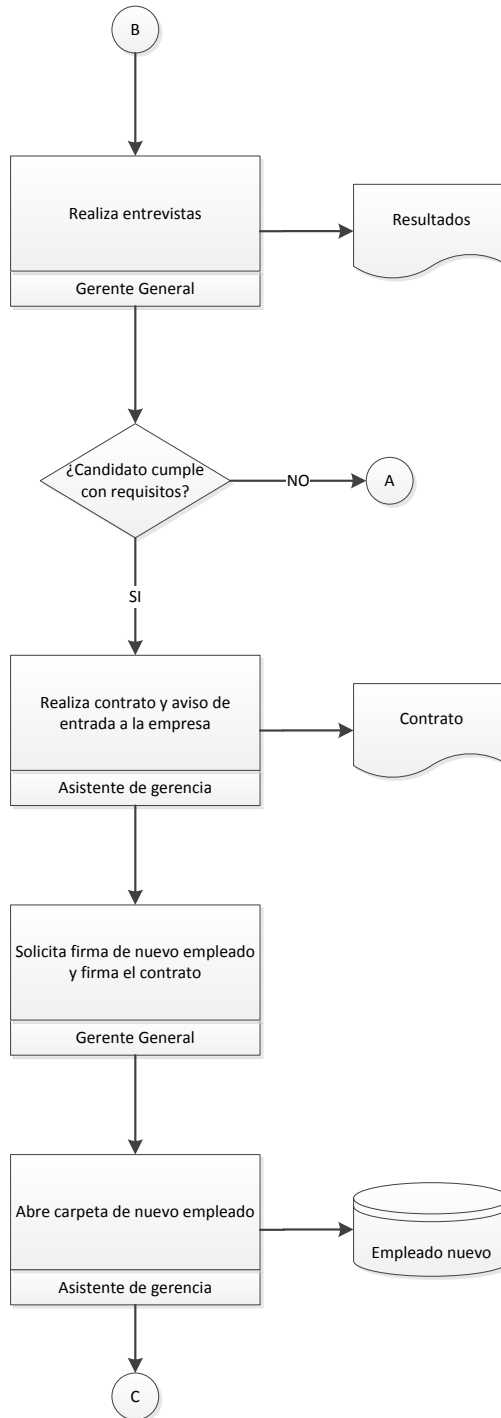 B
Realiza entrevistas
Resultados
Gerente General
¿Candidato cumple
con requisitos?
NO
A
SI
Realiza contrato y aviso de
entrada a la empresa
Contrato
Asistente de gerencia
Solicita firma de nuevo empleado
y firma el contrato
Gerente General
Abre carpeta de nuevo empleado
Empleado nuevo
Asistente de gerencia
C